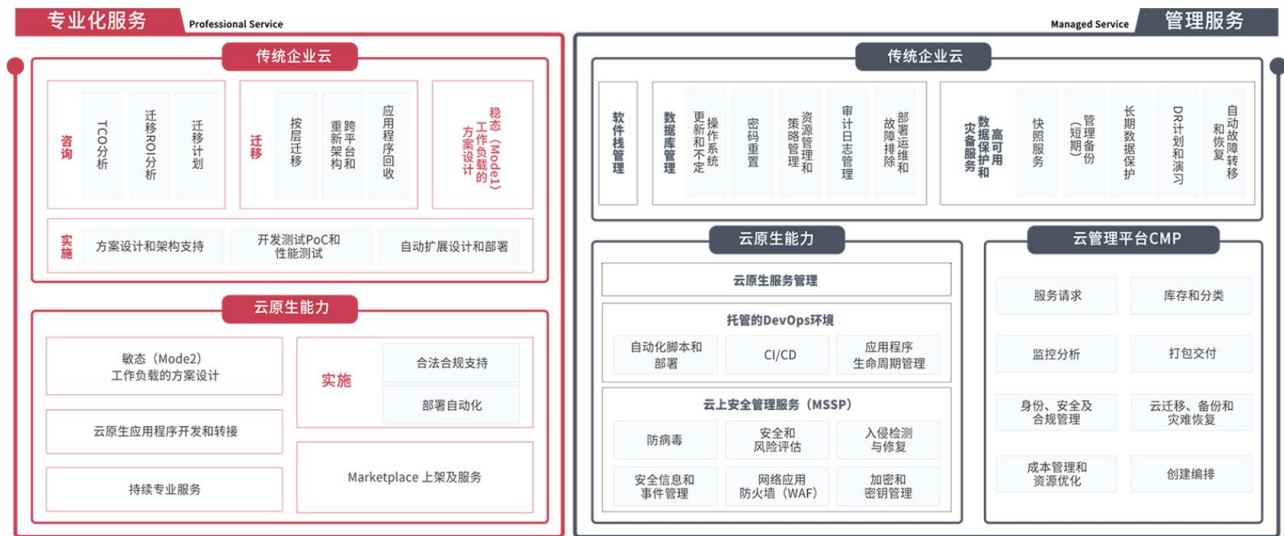 专业化服务
Professional Service
传统企业云
咨询
TCO分析
迁移ROI分析
迁移计划
迁移
按层迁移
跨平台和
重新架构
应用程序回收
稳态（Mode1）
工作负载的
方案设计
实施
方案设计和架构支持
开发测试PoC和
性能测试
自动扩展设计和部署
云原生能力
敏态（Mode2）
工作负载的方案设计
云原生应用程序开发和转接
持续专业服务
实施
合法合规支持
部署自动化
Marketplace 上架及服务
Managed Service
管理服务
传统企业云
软件栈管理
数据库管理
操作系统
更新和不定
密码重置
资源管理和
策略管理
审计日志管理
部署运维和
故障排除
高可用
数据保护和
灾备服务
快照服务
管理备份
（短期）
长期数据保护
DR计划和演习
自动故障转移
和恢复
云原生能力
云原生服务管理
托管的DevOps环境
自动化脚本和
部署
CI/CD
应用程序
生命周期管理
云上安全管理服务（MSSP）
防病毒
安全和
风险评估
入侵检测
与修复
安全信息和
事件管理
网络应用
防火墙（WAF）
加密和
密钥管理
云管理平台CMP
服务请求
库存和分类
监控分析
打包交付
身份、安全及
合规管理
云迁移、备份和
灾难恢复
成本管理和
资源优化
创建编排